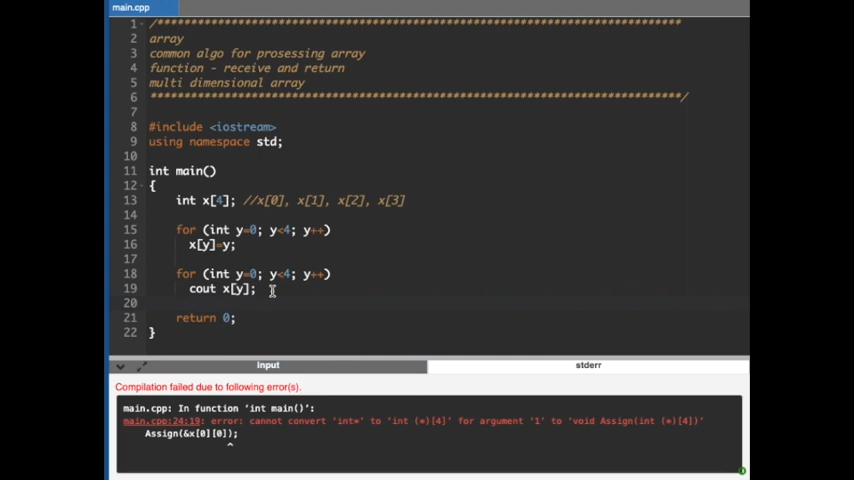 main.cpp
1 /******************************************************************************
2 array
3 common algo for prosessing array
4 function - receive and return
5 multi dimensional array
6 *******************************************************************************/
7
8 #include <iostream>
9 using namespace std;
10
11 int main()
12 {
13 int x[4]; //x[0], x[1], x[2], x[3]
14
15 for (int y=0; y<4; y++)
16 x[y]=y;
17
18 for (int y=0; y<4; y++)
19 cout x[y];
20
21 return 0;
22 }
input stderr
Compilation failed due to following error(s).
main.cpp: In function ‘int main()’:
main.cpp:24:19: error: cannot convert ‘int*’ to ‘int (*)[4]’ for argument ‘1’ to ‘void Assign(int (*)[4])’
Assign(&x[0][0]);
^